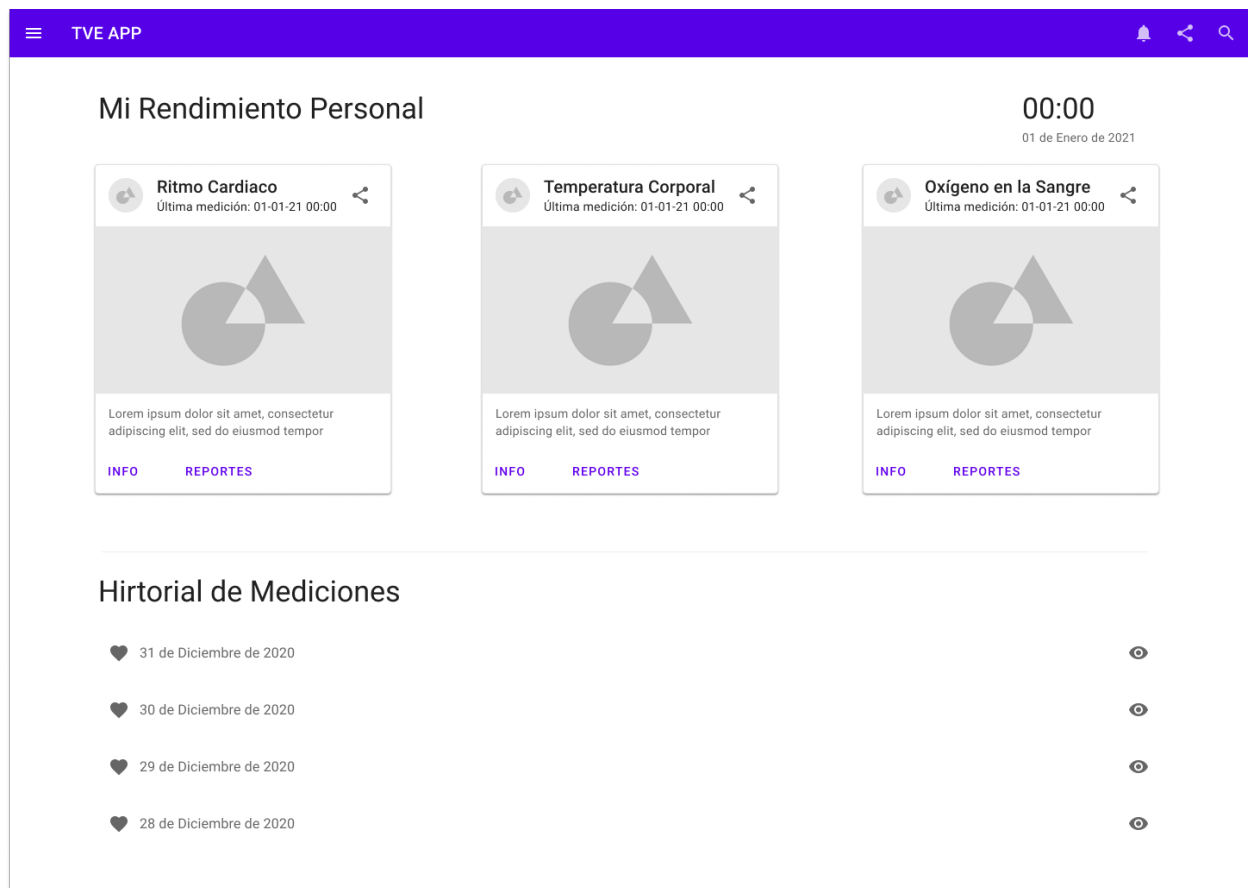 TVE APP
Mi Rendimiento Personal
00:00
01 de Enero de 2021
Ritmo Cardiaco
Última medición: 01-01-21 00:00
Lorem ipsum dolor sit amet, consectetur
adipiscing elit, sed do eiusmod tempor
INFO REPORTES
Temperatura Corporal
Última medición: 01-01-21 00:00
Lorem ipsum dolor sit amet, consectetur
adipiscing elit, sed do eiusmod tempor
INFO REPORTES
Oxígeno en la Sangre
Última medición: 01-01-21 00:00
Lorem ipsum dolor sit amet, consectetur
adipiscing elit, sed do eiusmod tempor
INFO REPORTES
Hirtorial de Mediciones
31 de Diciembre de 2020
30 de Diciembre de 2020
29 de Diciembre de 2020
28 de Diciembre de 2020